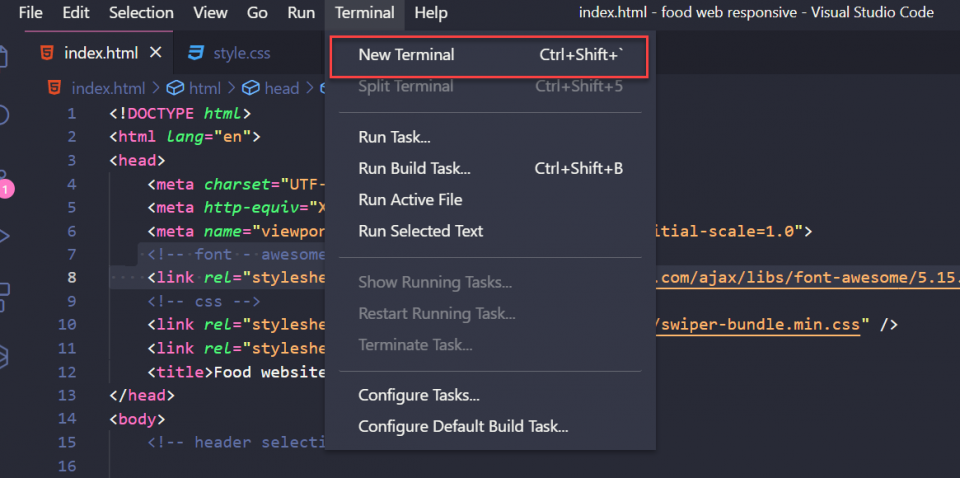 File Edit Selection View Go Run Terminal Help index.html - food web responsive - Visual Studio Code
index.html × style.css
index.html > html > head >
New Terminal Ctrl+Shift+`
Split Terminal Ctrl+Shift+5
Run Task...
Run Build Task... Ctrl+Shift+B
Run Active File
Run Selected Text
Show Running Tasks...
Restart Running Task...
Terminate Task...
Configure Tasks...
Configure Default Build Task...
1 <!DOCTYPE html>
2 <html lang="en">
3 <head>
4 <meta charset="UTF-
5 <meta http-equiv="X
6 <meta name="viewpor itial-scale=1.0">
7 <!-- font - awesome
8 <link rel="styleshe .com/ajax/libs/font-awesome/5.15.
9 <!-- css -->
10 <link rel="styleshe /swiper-bundle.min.css" />
11 <link rel="styleshe
12 <title>Food website
13 </head>
14 <body>
15 <!-- header selecti
16
1